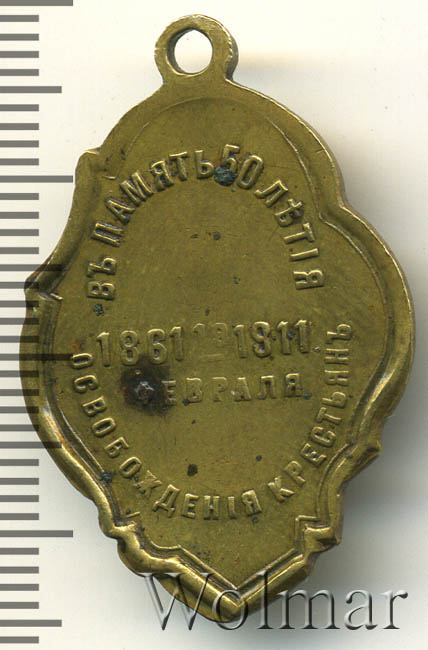 ВЪ ПАМЯТЬ 50 ЛѢТІЯ
1861 19 1911
ФЕВРАЛЯ
ОСВОБОЖДЕНІЯ КРЕСТЬЯНЪ
Wolmar